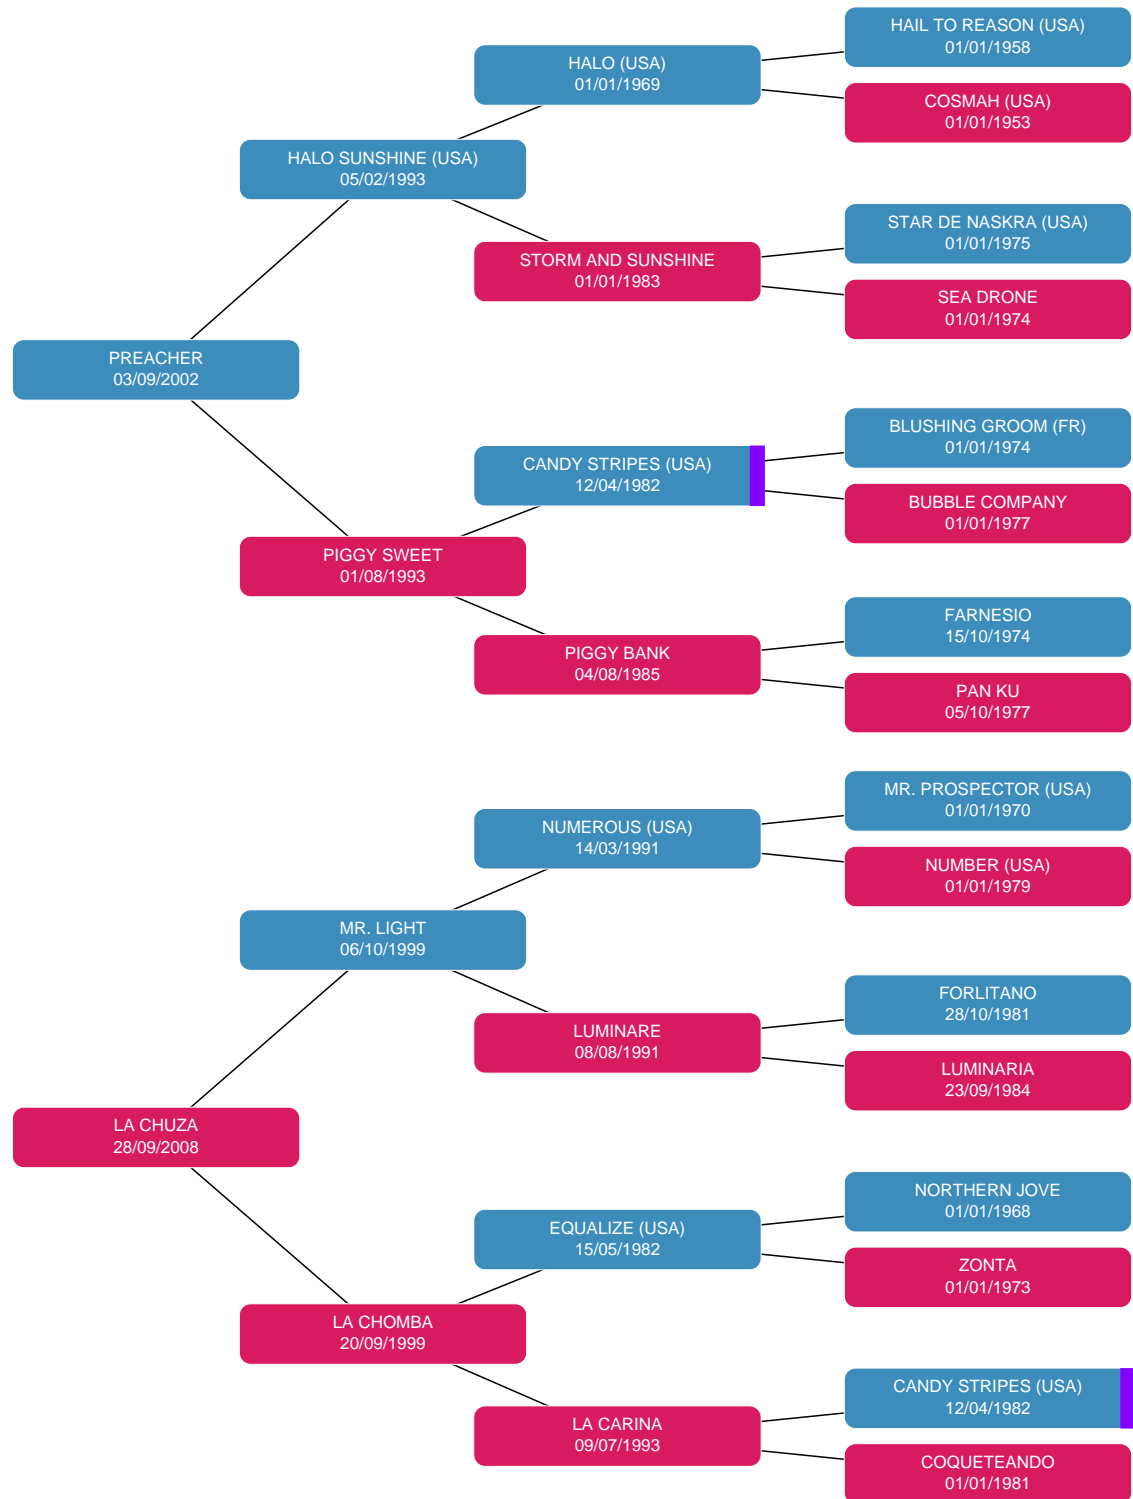 HAIL TO REASON (USA)
01/01/1958
HALO (USA)
01/01/1969
COSMAH (USA)
01/01/1953
HALO SUNSHINE (USA)
05/02/1993
STAR DE NASKRA (USA)
01/01/1975
STORM AND SUNSHINE
01/01/1983
SEA DRONE
01/01/1974
PREACHER
03/09/2002
BLUSHING GROOM (FR)
01/01/1974
CANDY STRIPES (USA)
12/04/1982
BUBBLE COMPANY
01/01/1977
PIGGY SWEET
01/08/1993
FARNESIO
15/10/1974
PIGGY BANK
04/08/1985
PAN KU
05/10/1977
MR. PROSPECTOR (USA)
01/01/1970
NUMEROUS (USA)
14/03/1991
NUMBER (USA)
01/01/1979
MR. LIGHT
06/10/1999
FORLITANO
28/10/1981
LUMINARE
08/08/1991
LUMINARIA
23/09/1984
LA CHUZA
28/09/2008
NORTHERN JOVE
01/01/1968
EQUALIZE (USA)
15/05/1982
ZONTA
01/01/1973
LA CHOMBA
20/09/1999
CANDY STRIPES (USA)
12/04/1982
LA CARINA
09/07/1993
COQUETEANDO
01/01/1981